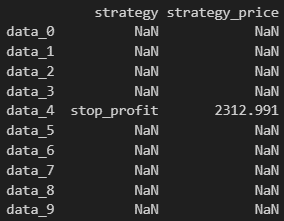 strategy strategy_price
data_0 NaN NaN
data_1 NaN NaN
data_2 NaN NaN
data_3 NaN NaN
data_4 stop_profit 2312.991
data_5 NaN NaN
data_6 NaN NaN
data_7 NaN NaN
data_8 NaN NaN
data_9 NaN NaN